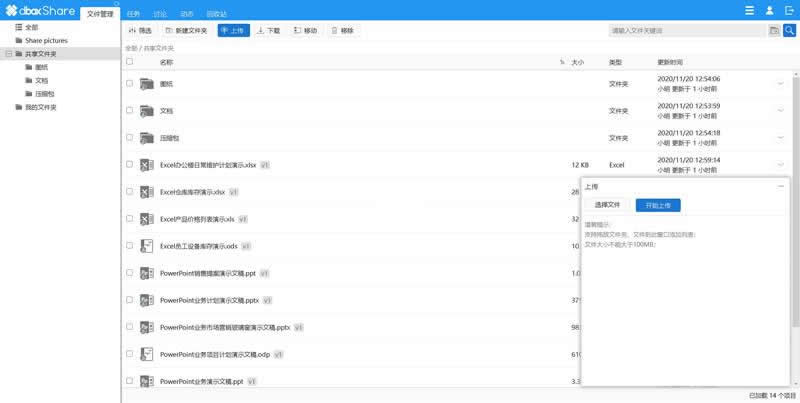 dboxShare
文件管理
任务
讨论
动态
回收站
全部
Share pictures
共享文件夹
图纸
文档
压缩包
我的文件夹
筛选
新建文件夹
上传
下载
移动
移除
请输入文件关键词
全部 / 共享文件夹
名称
大小
类型
更新时间
图纸
文件夹
2020/11/20 12:54:06
小明 更新于 1 小时前
文档
文件夹
2020/11/20 12:53:59
小明 更新于 1 小时前
压缩包
文件夹
2020/11/20 12:54:18
小明 更新于 1 小时前
Excel办公楼日常维护计划演示.xlsx v1
12 KB
Excel
2020/11/20 12:59:14
小明 更新于 1 小时前
Excel仓库库存演示.xlsx v1
28
Excel产品价格列表演示.xls v1
32
Excel员工设备库存演示.ods v1
10
PowerPoint销售提案演示文稿.ppt v1
1.0
PowerPoint业务计划演示文稿.pptx v1
375
PowerPoint业务市场营销玻璃窗演示文稿.pptx v1
98
PowerPoint业务项目计划演示文稿.odp v1
610
PowerPoint业务演示文稿.ppt v1
3.3
上传
选择文件
开始上传
温馨提示:
支持拖放文件夹、文件到此窗口添加列表;
文件大小不能大于100MB;
已加载 14 个项目